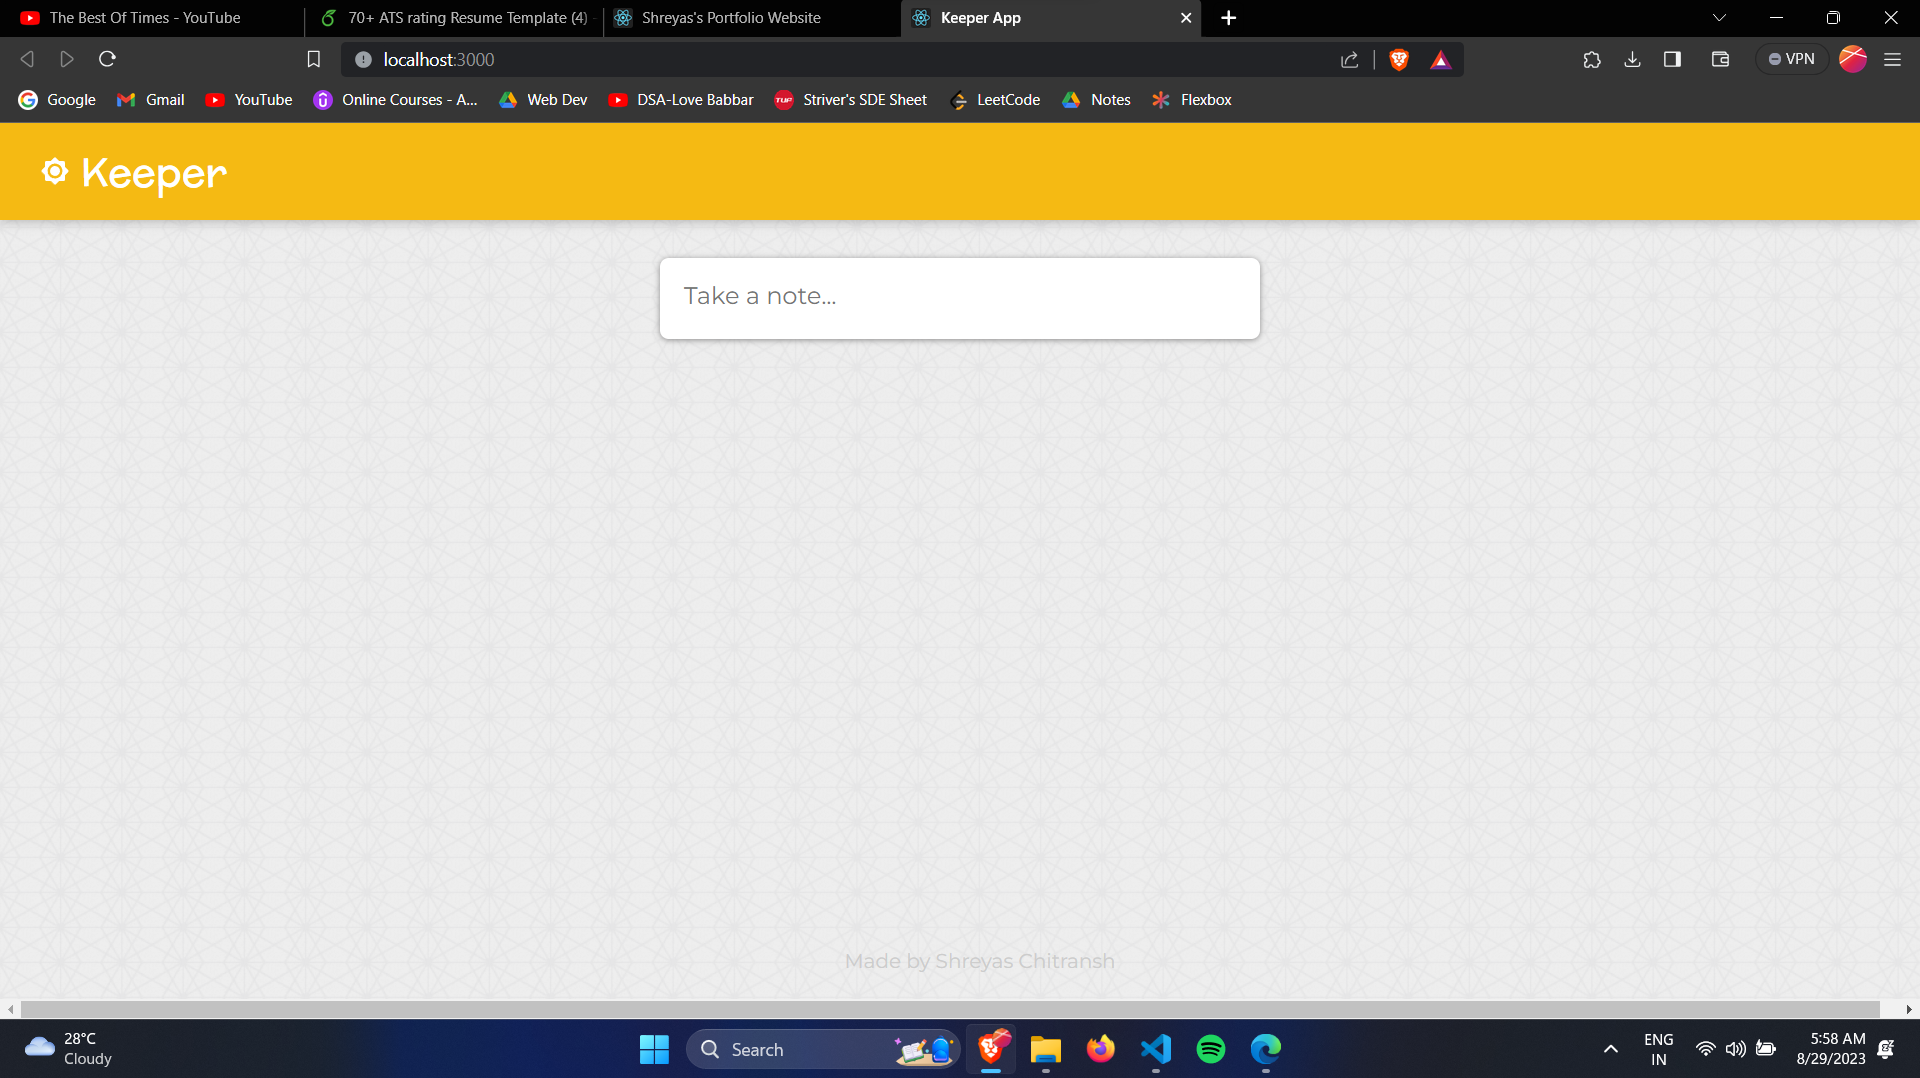 The Best Of Times - YouTube
70+ ATS rating Resume Template (4) -
Shreyas's Portfolio Website
Keeper App
localhost:3000
VPN
Google
Gmail
YouTube
Online Courses - A...
Web Dev
DSA-Love Babbar
TUF
Striver's SDE Sheet
LeetCode
Notes
Flexbox
Keeper
Take a note...
Made by Shreyas Chitransh
28°C
Cloudy
Search
ENG
IN
5:58 AM
8/29/2023